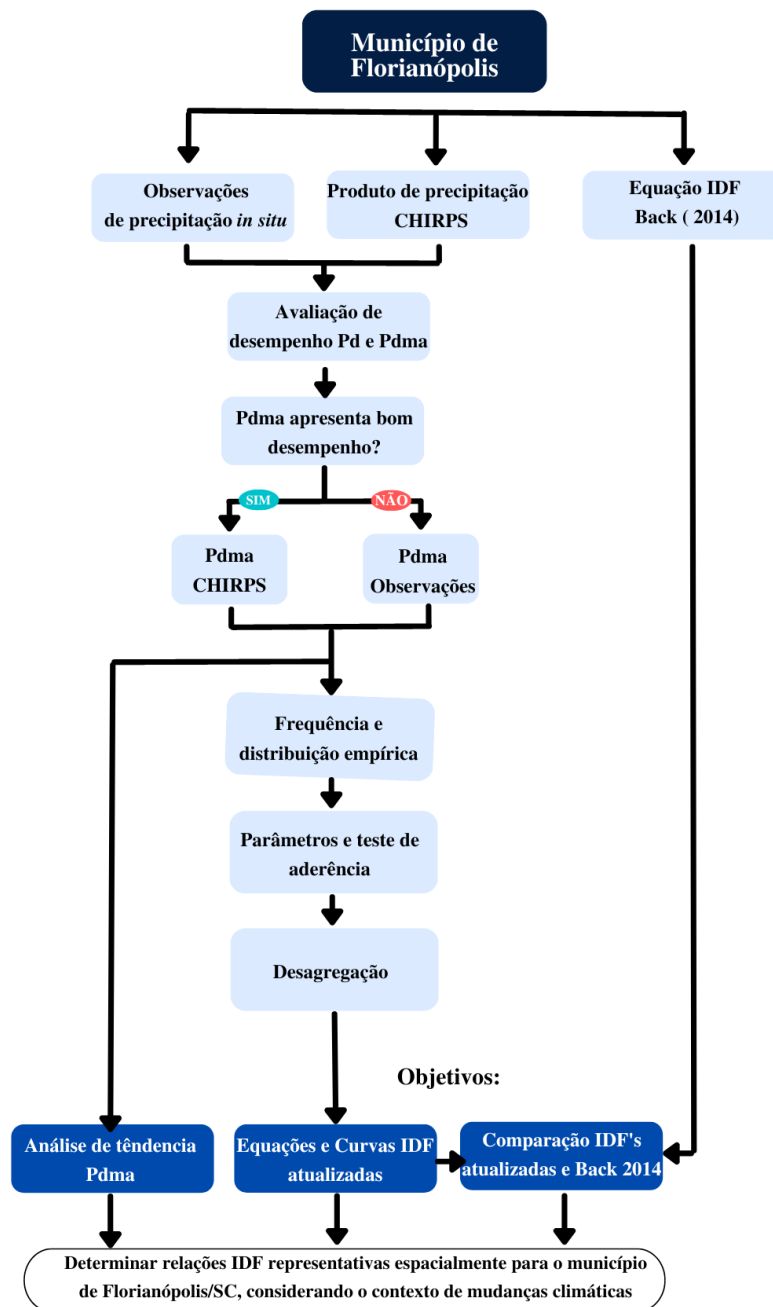 Município de
Florianópolis
Observações
de precipitação in situ
Produto de precipitação
CHIRPS
Equação IDF
Back ( 2014)
Avaliação de
desempenho Pd e Pdma
Pdma apresenta bom
desempenho?
SIM
NÃO
Pdma
CHIRPS
Pdma
Observações
Frequência e
distribuição empírica
Parâmetros e teste de
aderência
Desagregação
Objetivos:
Análise de têndencia
Pdma
Equações e Curvas IDF
atualizadas
Comparação IDF's
atualizadas e Back 2014
Determinar relações IDF representativas espacialmente para o município
de Florianópolis/SC, considerando o contexto de mudanças climáticas